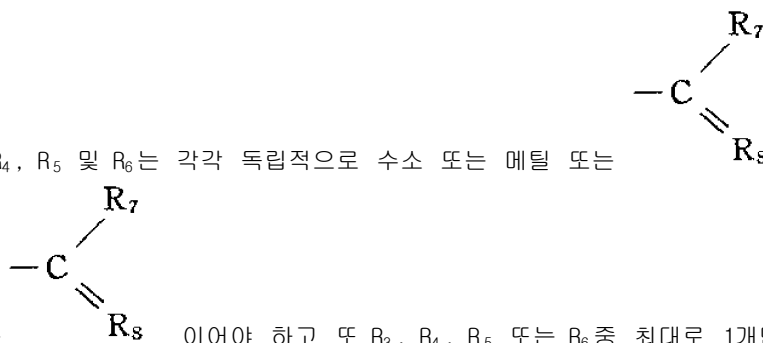 R₇
— C
R₈
R₄, R₅ 및 R₆는 각각 독립적으로 수소 또는 메틸 또는
R₇
— C
R₈
이어야 하고 또 R₃, R₄, R₅ 또는 R₆중 최대로 1개